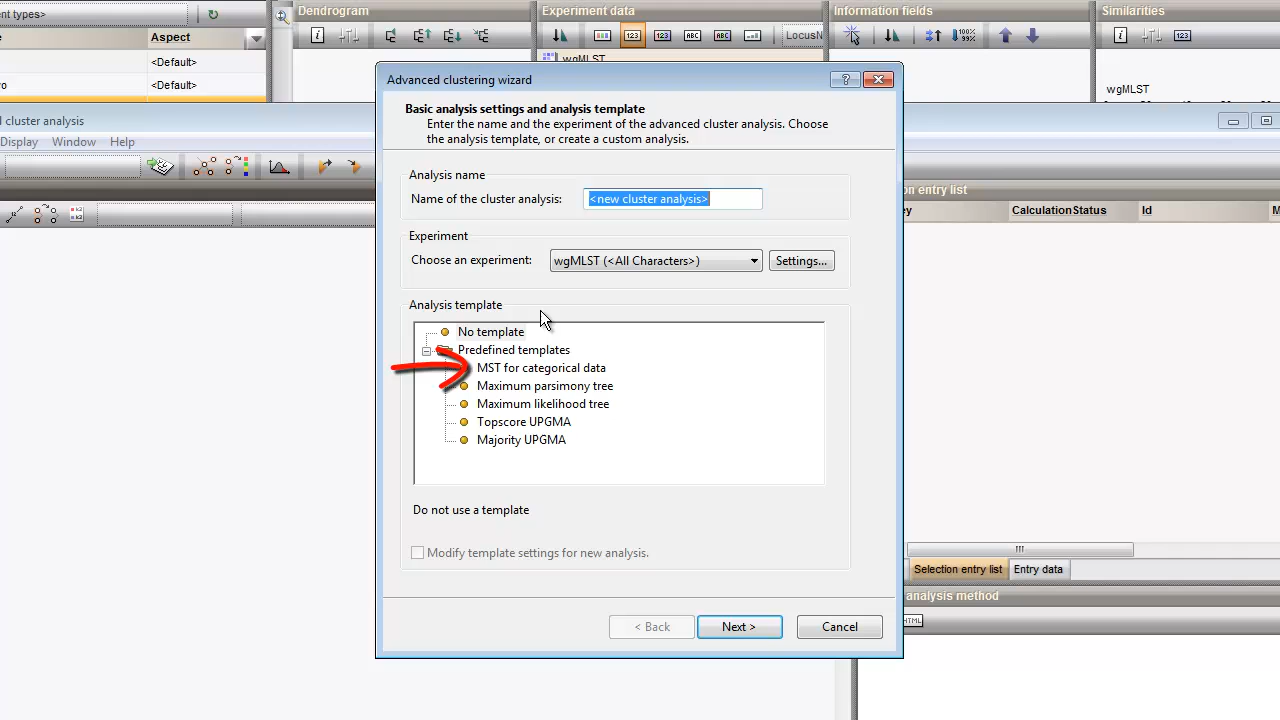 ent types>
Dendrogram
Experiment data
Information fields
Similarities
Aspect
LocusN
<Default>
wgMLST
vo
<Default>
wgMLST
Advanced clustering wizard
Basic analysis settings and analysis template
Enter the name and the experiment of the advanced cluster analysis. Choose
the analysis template, or create a custom analysis.
d cluster analysis
Display Window Help
Analysis name
Name of the cluster analysis: <new cluster analysis>
on entry list
ey CalculationStatus Id M
Experiment
Choose an experiment: wgMLST (<All Characters>) Settings...
Analysis template
No template
Predefined templates
MST for categorical data
Maximum parsimony tree
Maximum likelihood tree
Topscore UPGMA
Majority UPGMA
Do not use a template
Modify template settings for new analysis.
Selection entry list Entry data
analysis method
HTML
< Back Next > Cancel